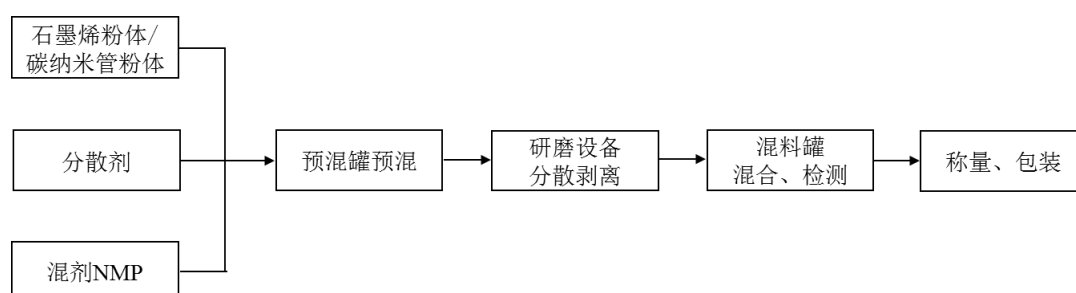 石墨烯粉体/
碳纳米管粉体
分散剂
混剂NMP
预混罐预混
研磨设备
分散剥离
混料罐
混合、检测
称量、包装